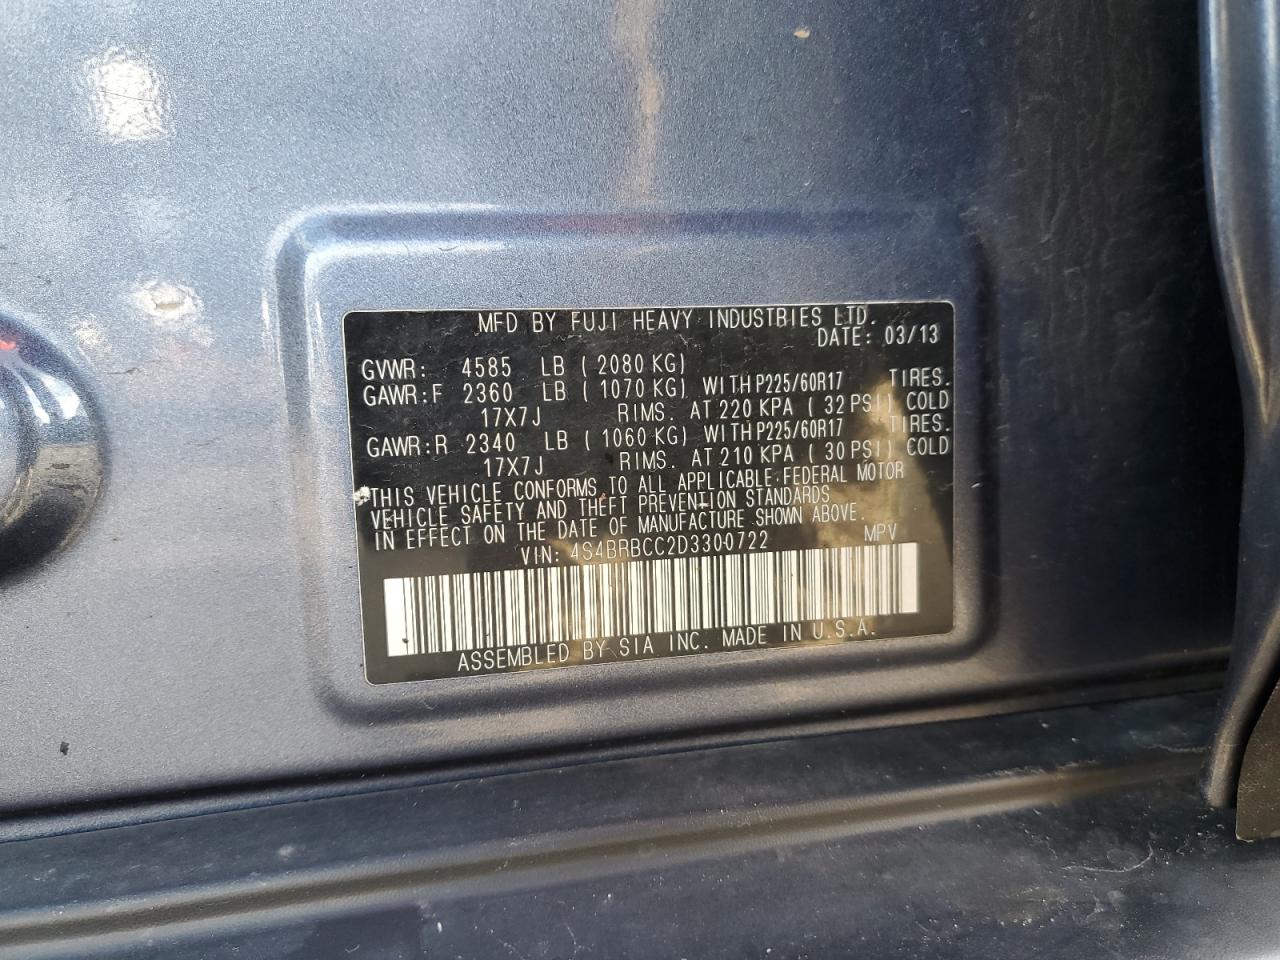 MFD BY FUJI HEAVY INDUSTRIES LTD.
DATE: 03/13
GVWR: 4585 LB (2080 KG)
GAWR:F 2360 LB (1070 KG) WITH P225/60R17 TIRES.
17X7J RIMS. AT 220 KPA (32 PSI) COLD
GAWR:R 2340 LB (1060 KG) WITH P225/60R17 TIRES.
17X7J RIMS. AT 210 KPA (30 PSI) COLD
THIS VEHICLE CONFORMS TO ALL APPLICABLE FEDERAL MOTOR
VEHICLE SAFETY AND THEFT PREVENTION STANDARDS
IN EFFECT ON THE DATE OF MANUFACTURE SHOWN ABOVE.
VIN: 4S4BRBCC2D3300722 MPV
ASSEMBLED BY SIA INC. MADE IN U.S.A.